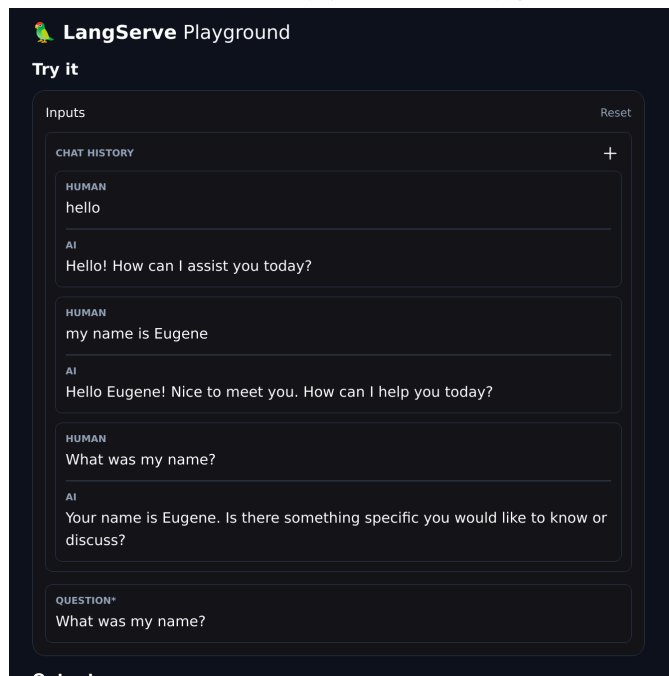 LangServe Playground
Try it
Inputs
Reset
CHAT HISTORY
+
HUMAN
hello
AI
Hello! How can I assist you today?
HUMAN
my name is Eugene
AI
Hello Eugene! Nice to meet you. How can I help you today?
HUMAN
What was my name?
AI
Your name is Eugene. Is there something specific you would like to know or
discuss?
QUESTION*
What was my name?